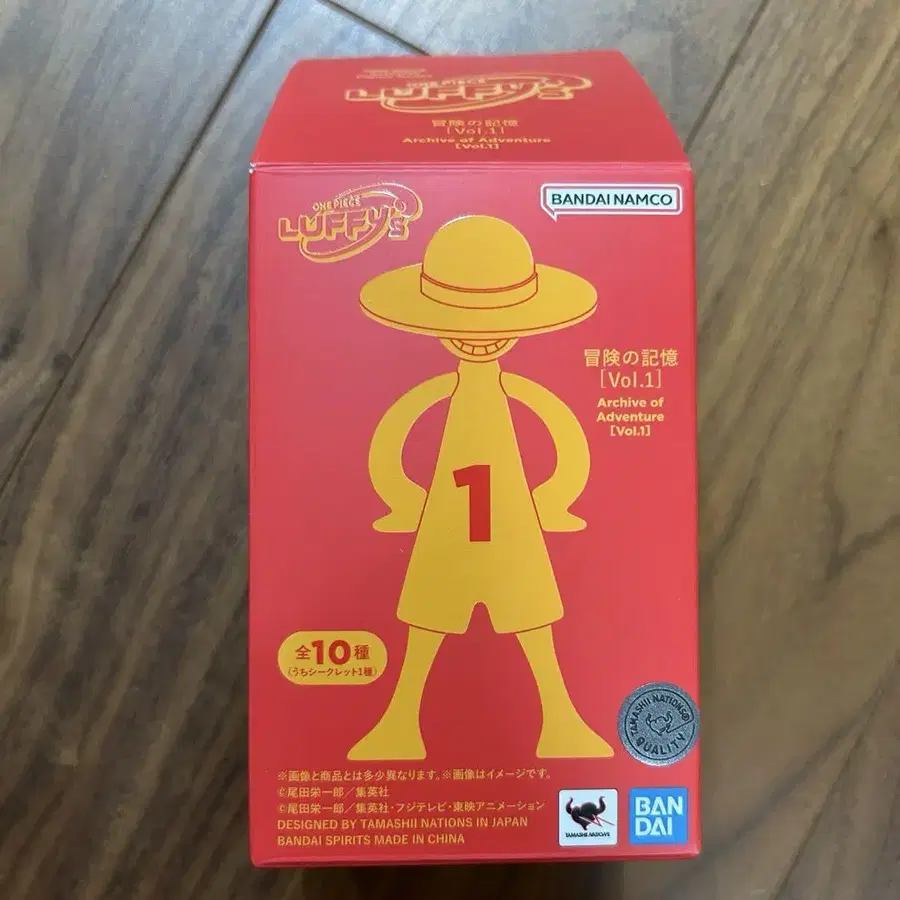 ONE PIECE
LUFFY's
冒険の記憶
[Vol.1]
Archive of Adventure
[Vol.1]
ONE PIECE
LUFFY's
BANDAI NAMCO
冒険の記憶
[Vol.1]
Archive of
Adventure
[Vol.1]
1
全10種
(うちシークレット1種)
TAMASHII NATIONS®
QUALITY
※画像と商品とは多少異なります。※画像はイメージです。
©尾田栄一郎/集英社
©尾田栄一郎/集英社・フジテレビ・東映アニメーション
DESIGNED BY TAMASHII NATIONS IN JAPAN
BANDAI SPIRITS MADE IN CHINA
TAMASHII NATIONS
BAN
DAI